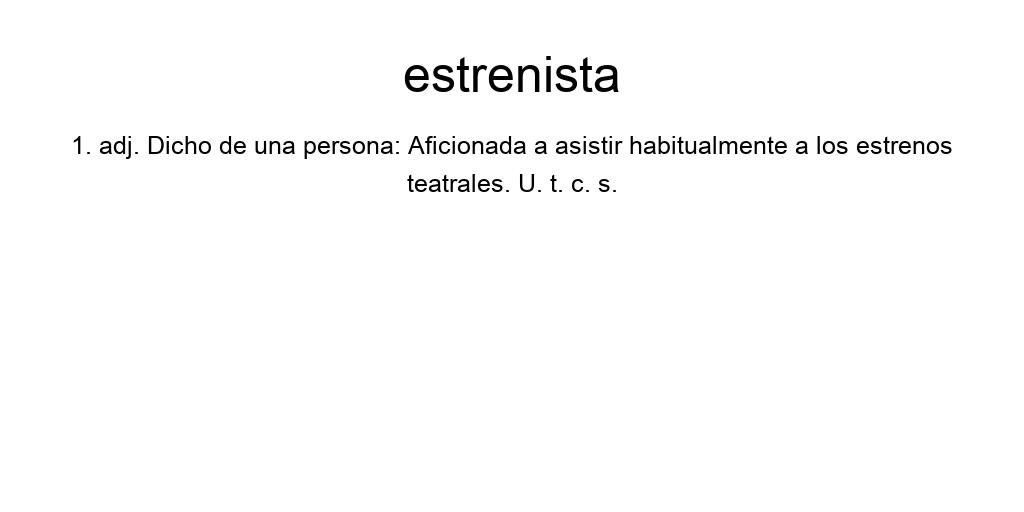 estrenista
1. adj. Dicho de una persona: Aficionada a asistir habitualmente a los estrenos
teatrales. U. t. c. s.